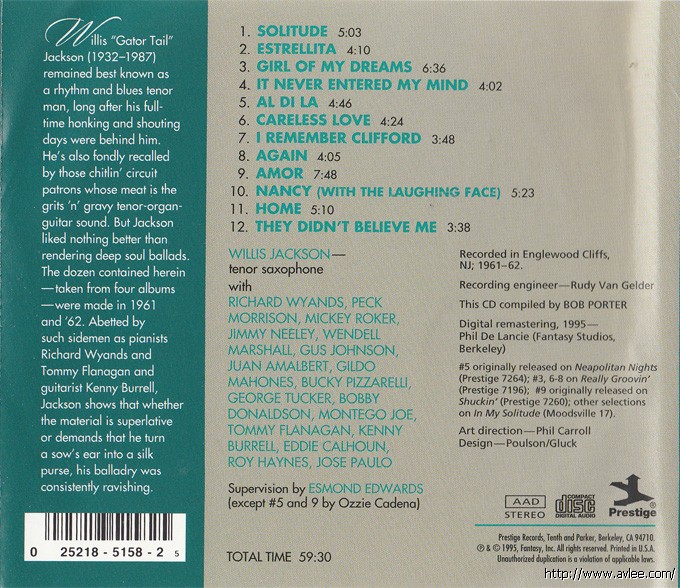 Willis "Gator Tail"
Jackson (1932–1987)
remained best known as
a rhythm and blues tenor
man, long after his full-
time honking and shouting
days were behind him.
He's also fondly recalled
by those chitlin' circuit
patrons whose meat is the
grits 'n' gravy tenor-organ-
guitar sound. But Jackson
liked nothing better than
rendering deep soul ballads.
The dozen contained herein
—taken from four albums
—were made in 1961
and '62. Abetted by
such sidemen as pianists
Richard Wyands and
Tommy Flanagan and
guitarist Kenny Burrell,
Jackson shows that whether
the material is superlative
or demands that he turn
a sow's ear into a silk
purse, his balladry was
consistently ravishing.
0 25218-5158-2 5
1. SOLITUDE 5:03
2. ESTRELLITA 4:10
3. GIRL OF MY DREAMS 6:36
4. IT NEVER ENTERED MY MIND 4:02
5. AL DI LA 4:46
6. CARELESS LOVE 4:24
7. I REMEMBER CLIFFORD 3:48
8. AGAIN 4:05
9. AMOR 7:48
10. NANCY (WITH THE LAUGHING FACE) 5:23
11. HOME 5:10
12. THEY DIDN'T BELIEVE ME 3:38
WILLIS JACKSON—
tenor saxophone
with
RICHARD WYANDS, PECK
MORRISON, MICKEY ROKER,
JIMMY NEELEY, WENDELL
MARSHALL, GUS JOHNSON,
JUAN AMALBERT, GILDO
MAHONES, BUCKY PIZZARELLI,
GEORGE TUCKER, BOBBY
DONALDSON, MONTEGO JOE,
TOMMY FLANAGAN, KENNY
BURRELL, EDDIE CALHOUN,
ROY HAYNES, JOSE PAULO
Supervision by ESMOND EDWARDS
(except #5 and 9 by Ozzie Cadena)
TOTAL TIME 59:30
Recorded in Englewood Cliffs,
NJ; 1961–62.
Recording engineer—Rudy Van Gelder
This CD compiled by BOB PORTER
Digital remastering, 1995—
Phil De Lancie (Fantasy Studios,
Berkeley)
#5 originally released on Neapolitan Nights
(Prestige 7264); #3, 6-8 on Really Groovin'
(Prestige 7196); #9 originally released on
Shuckin' (Prestige 7260); other selections
on In My Solitude (Moodsville 17).
Art direction—Phil Carroll
Design—Poulson/Gluck
AAD
STEREO
COMPACT
disc
DIGITAL AUDIO
Prestige
Prestige Records, Tenth and Parker, Berkeley, CA 94710.
℗ & © 1995, Fantasy, Inc. All rights reserved. Printed in U.S.A.
Unauthorized duplication is a violation of applicable laws.
http://www.avlee.com/